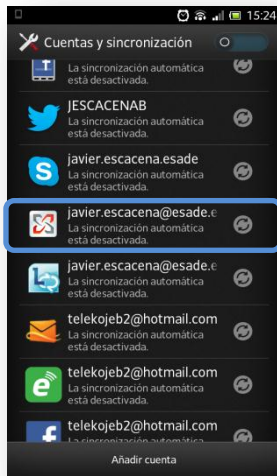 15:24
Cuentas y sincronización
La sincronización automática
está desactivada.
JESCACENAB
La sincronización automática
está desactivada.
javier.escacena.esade
La sincronización automática
está desactivada.
javier.escacena@esade.e
La sincronización automática
está desactivada.
javier.escacena@esade.e
La sincronización automática
está desactivada.
telekojeb2@hotmail.com
La sincronización automática
está desactivada.
telekojeb2@hotmail.com
La sincronización automática
está desactivada.
telekojeb2@hotmail.com
La sincronización automática
Añadir cuenta